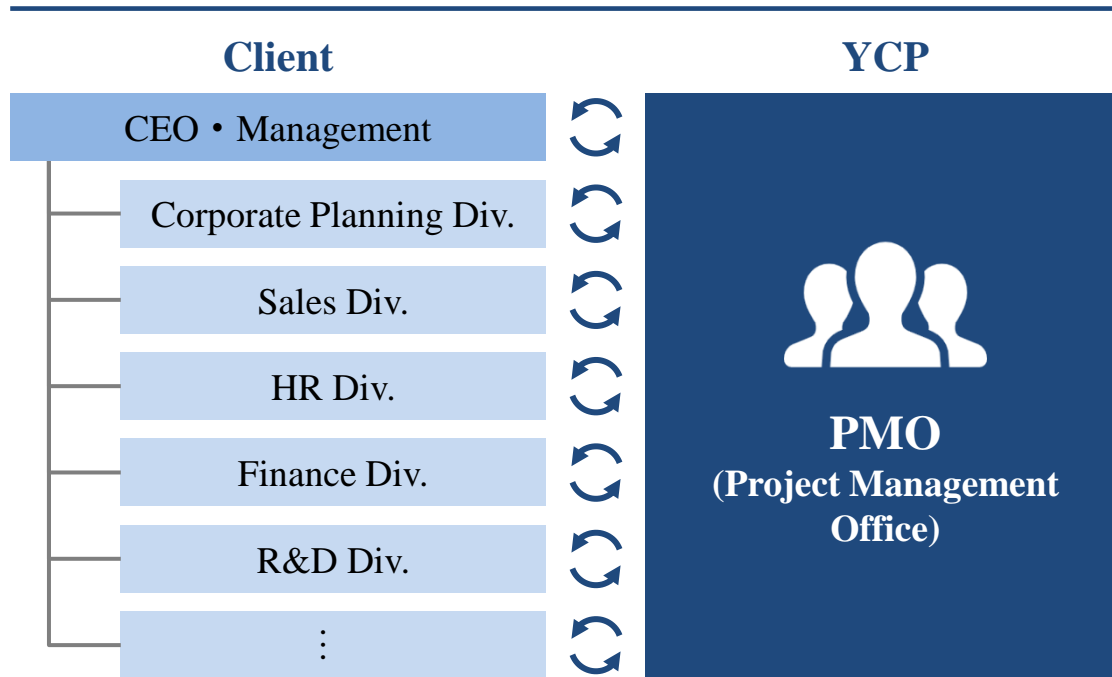 Client
YCP
CEO・Management
Corporate Planning Div.
Sales Div.
HR Div.
Finance Div.
R&D Div.
⋮
PMO
(Project Management
Office)